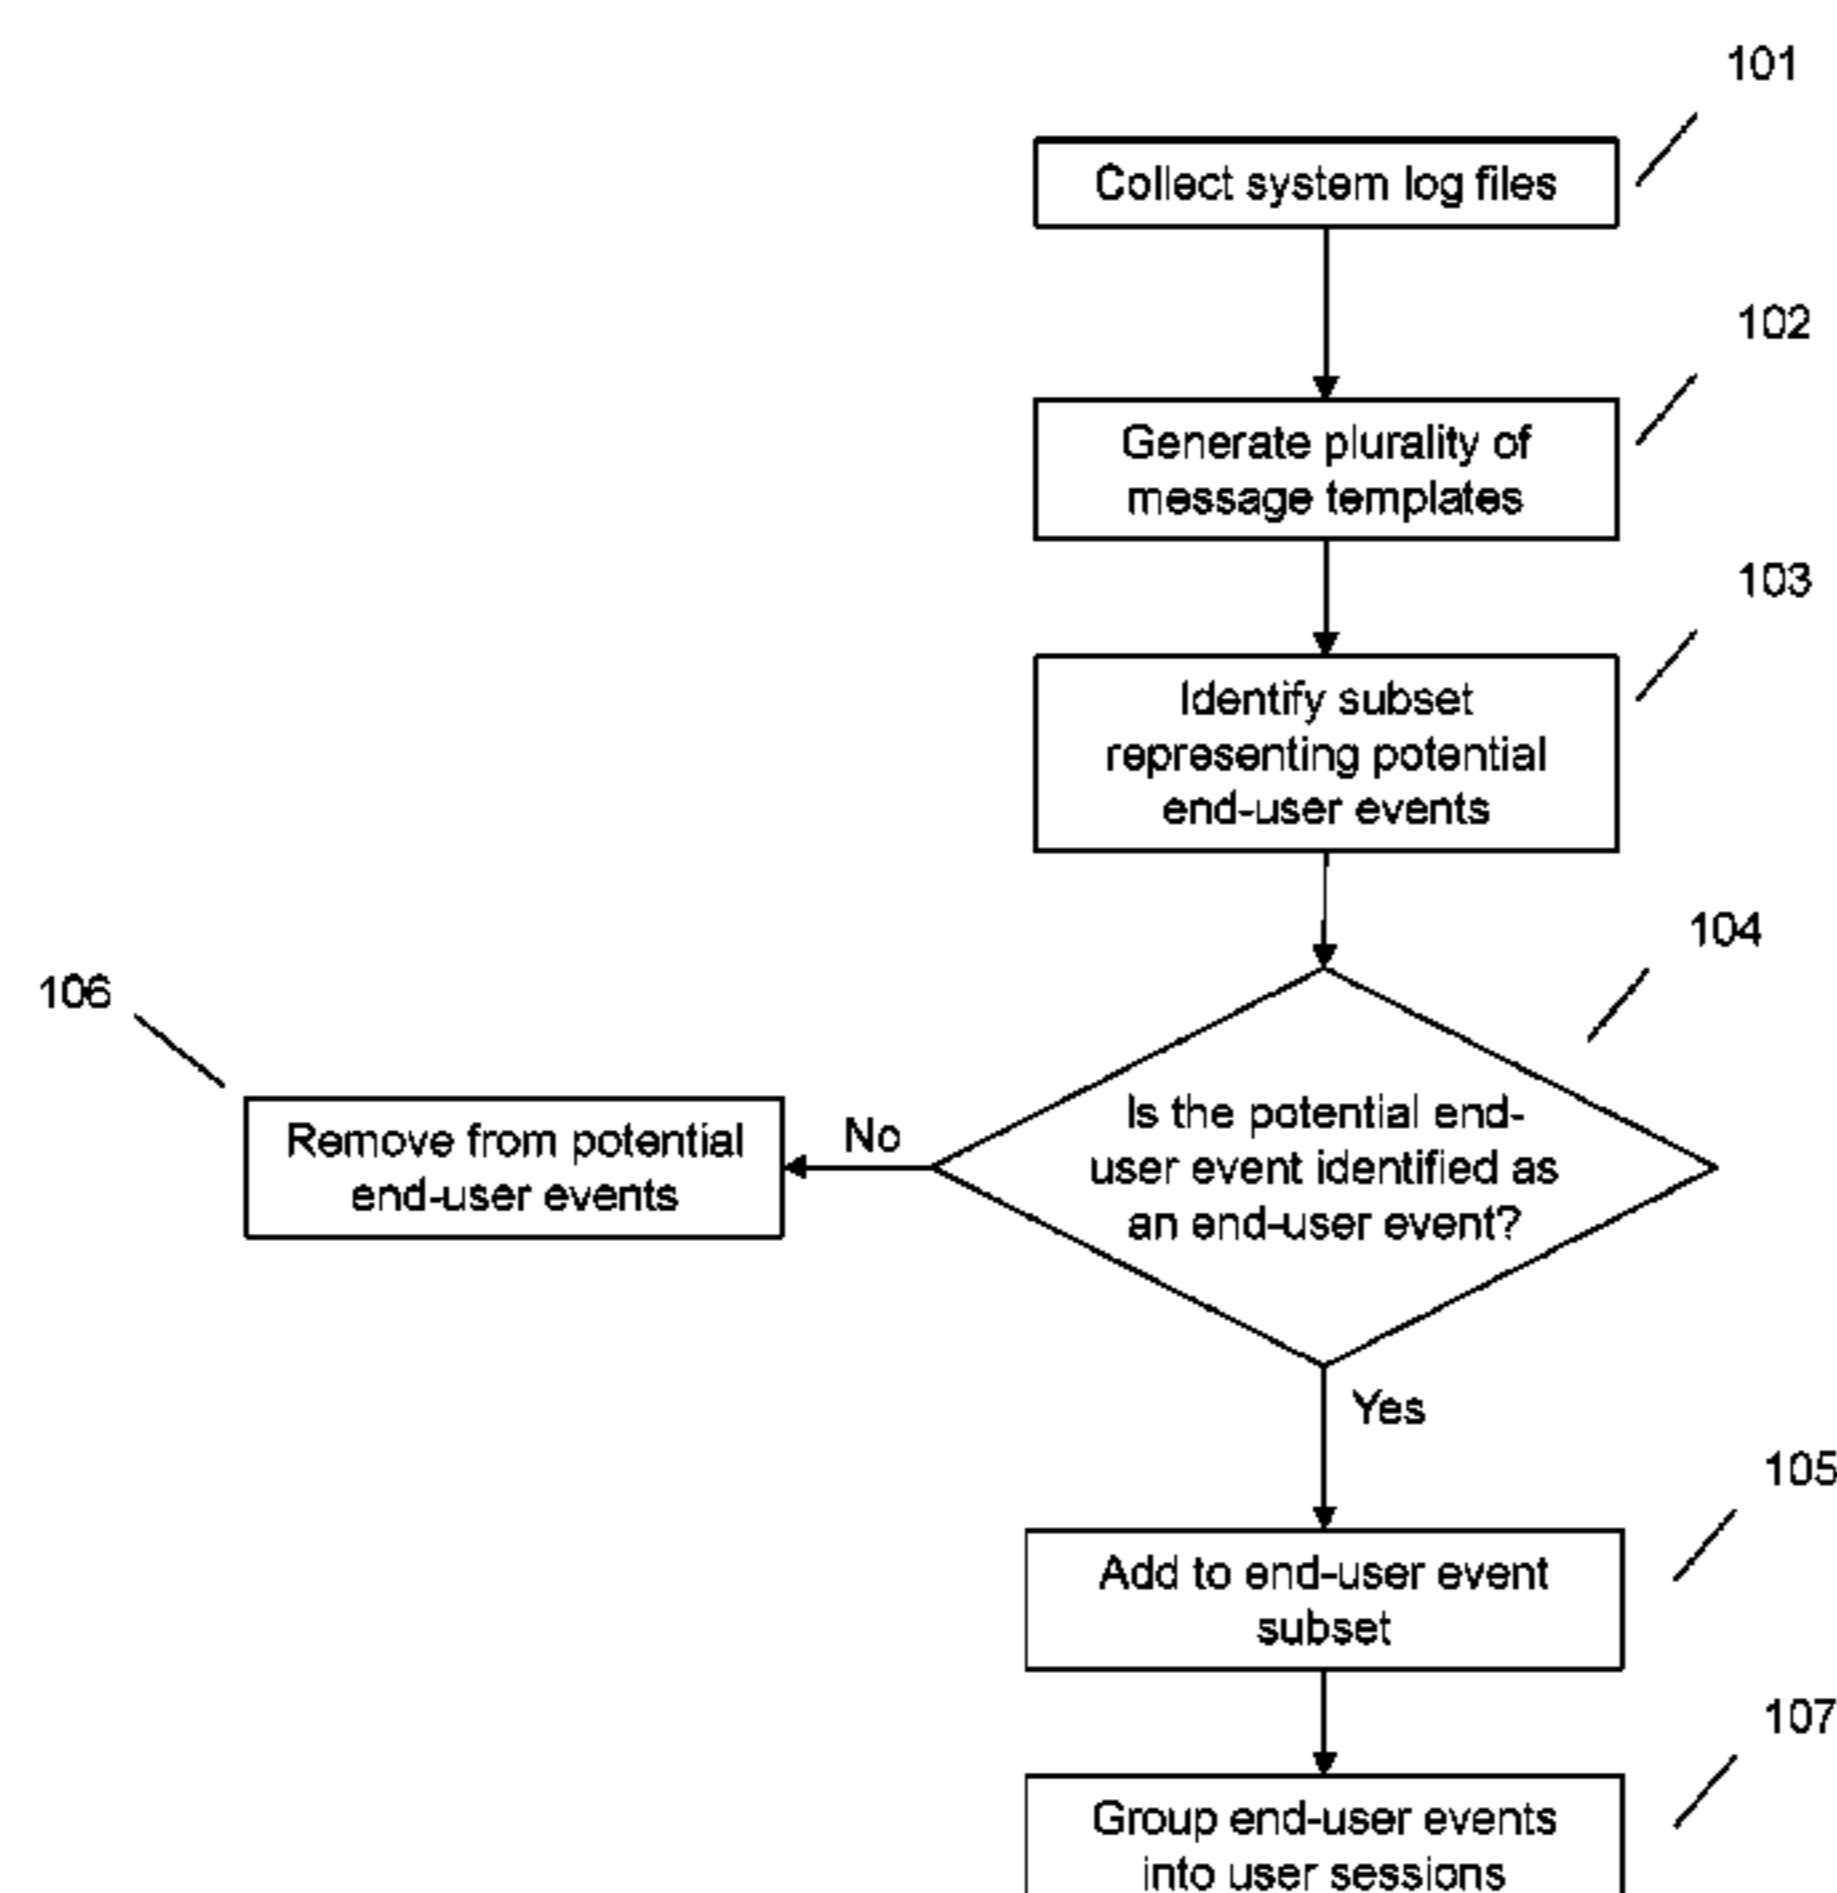 101
Collect system log files
102
Generate plurality of
message templates
103
Identify subset
representing potential
end-user events
104
Is the potential end-
user event identified as
an end-user event?
106
Remove from potential
end-user events
No
Yes
105
Add to end-user event
subset
107
Group end-user events
into user sessions